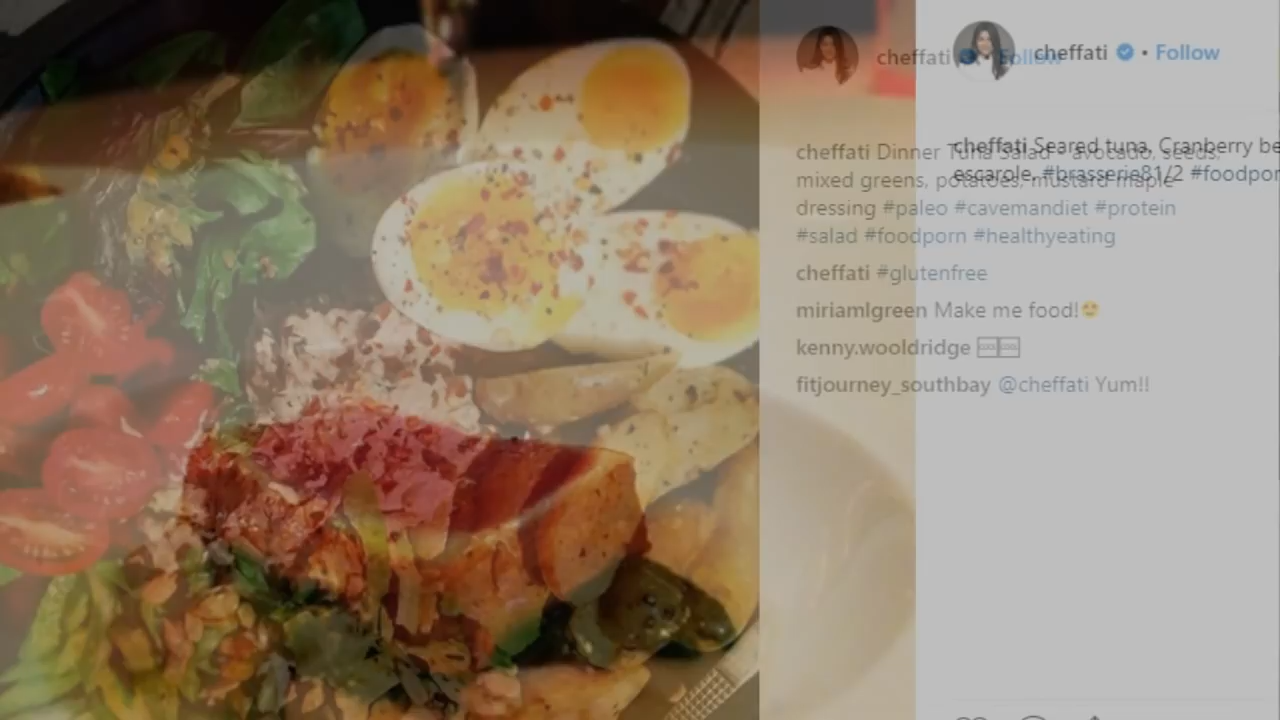 cheffati Follow
cheffati • Follow
cheffati Dinner Tuna Salad - avocado, seeds,
mixed greens, potatoes, mustard maple
dressing #paleo #cavemandiet #protein
#salad #foodporn #healthyeating
cheffati #glutenfree
miriamlgreen Make me food!😍
kenny.wooldridge
fitjourney_southbay @cheffati Yum!!
cheffati Seared tuna, Cranberry be
escarole, #brasserie81/2 #foodpor